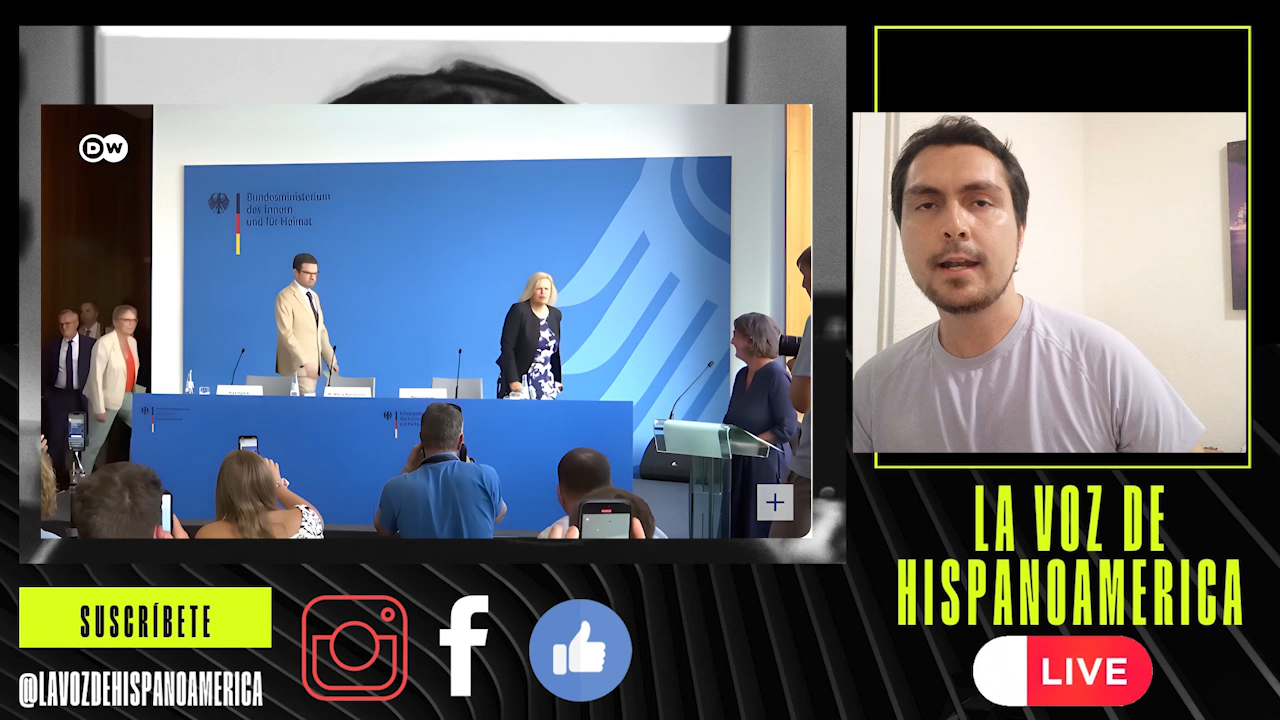 DW
Bundesministerium
des Innern
und für Heimat
LA VOZ DE
HISPANOAMERICA
LIVE
SUSCRÍBETE
@LAVOZDEHISPANOAMERICA